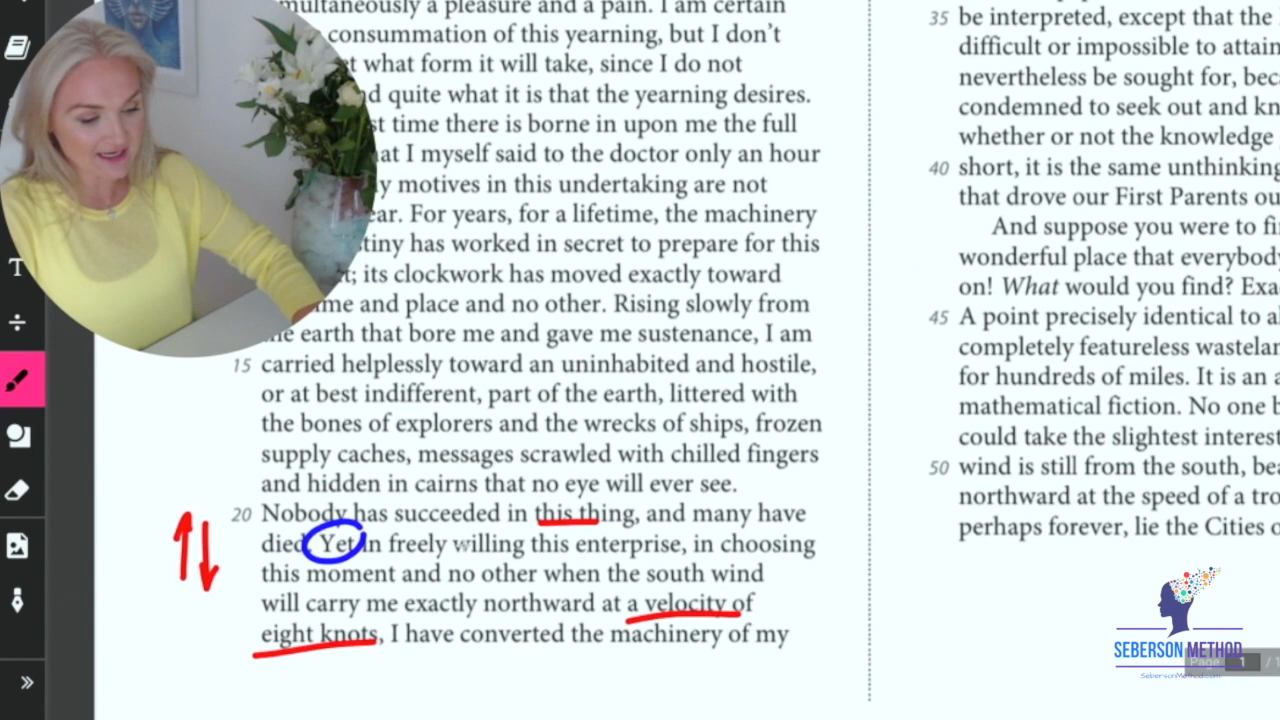 multaneously a pleasure and a pain. I am certain
consummation of this yearning, but I don't
what form it will take, since I do not
quite what it is that the yearning desires.
time there is borne in upon me the full
I myself said to the doctor only an hour
motives in this undertaking are not
For years, for a lifetime, the machinery
tiny has worked in secret to prepare for this
its clockwork has moved exactly toward
me and place and no other. Rising slowly from
earth that bore me and gave me sustenance, I am
15 carried helplessly toward an uninhabited and hostile,
or at best indifferent, part of the earth, littered with
the bones of explorers and the wrecks of ships, frozen
supply caches, messages scrawled with chilled fingers
and hidden in cairns that no eye will ever see.
20 Nobody has succeeded in this thing, and many have
died. Yet in freely willing this enterprise, in choosing
this moment and no other when the south wind
will carry me exactly northward at a velocity of
eight knots, I have converted the machinery of my
35 be interpreted, except that the
difficult or impossible to attain
nevertheless be sought for, bec
condemned to seek out and kn
whether or not the knowledge
40 short, it is the same unthinking
that drove our First Parents ou
And suppose you were to fi
wonderful place that everybody
on! What would you find? Exa
45 A point precisely identical to al
completely featureless wastelan
for hundreds of miles. It is an a
mathematical fiction. No one b
could take the slightest interest
50 wind is still from the south, bea
northward at the speed of a tro
perhaps forever, lie the Cities o
SEBERSON METHOD
Page 1 / 1
SebersonMethod.com
T